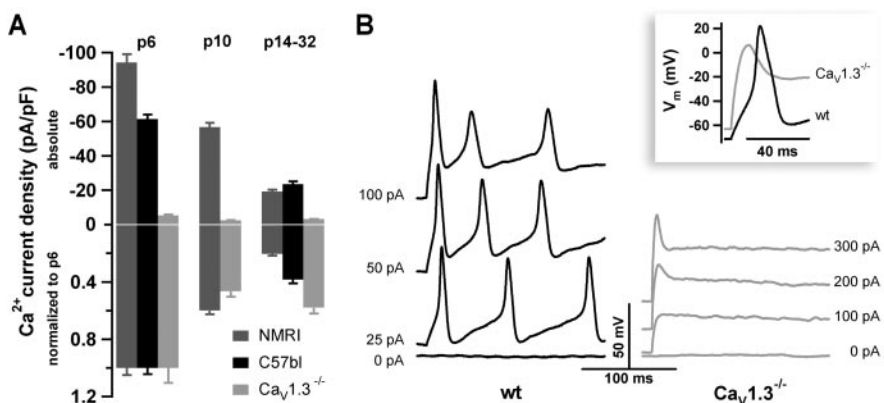 A
p6
p10
p14-32
Ca²⁺ current density (pA/pF)
absolute
normalized to p6
-100
-80
-60
-40
-20
0
0.4
0.8
1.2
NMRI
C57bl
CaV1.3⁻/⁻
B
100 pA
50 pA
25 pA
0 pA
wt
50 mV
100 ms
20
0
-20
-40
-60
Vm (mV)
CaV1.3⁻/⁻
wt
40 ms
300 pA
200 pA
100 pA
0 pA
CaV1.3⁻/⁻